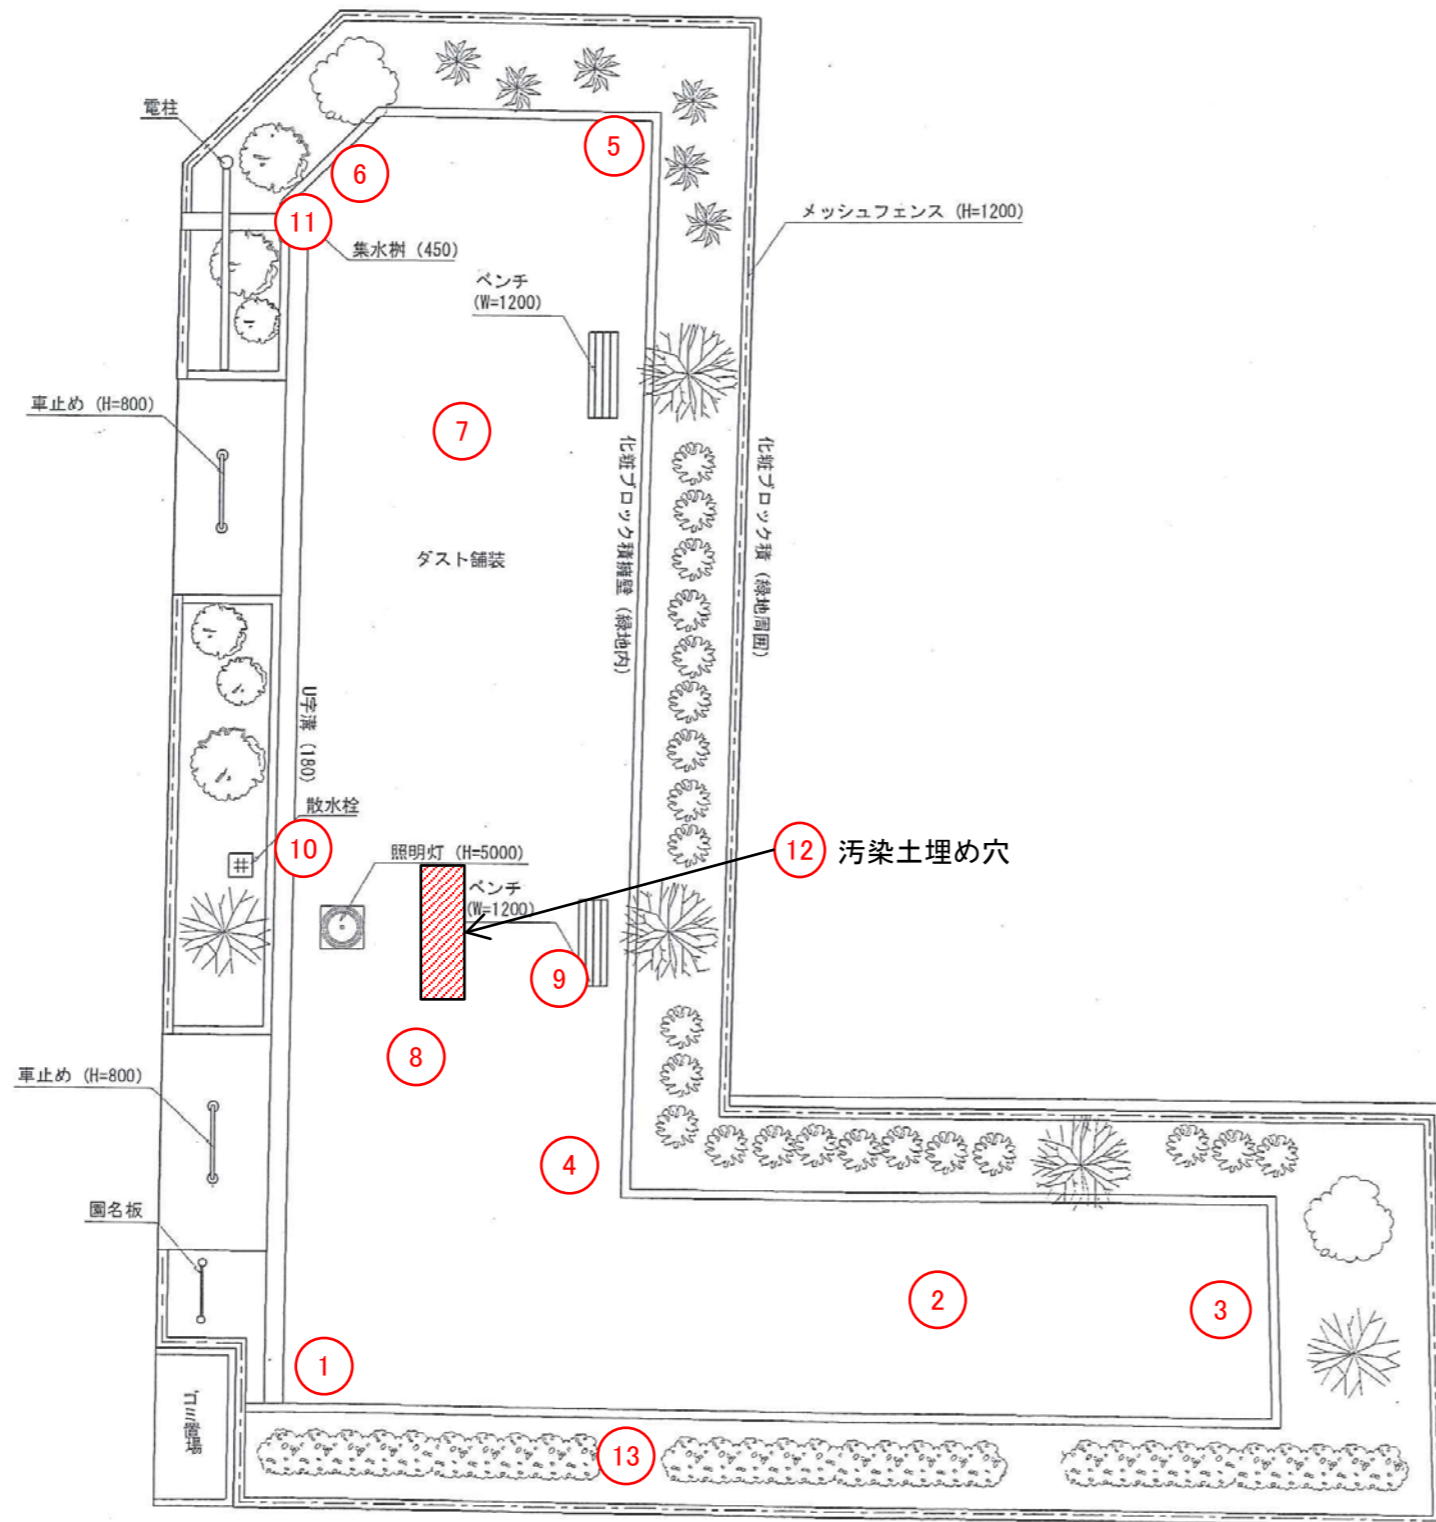 電柱
5
6
11
メッシュフェンス (H=1200)
集水桝 (450)
ベンチ
(W=1200)
車止め (H=800)
7
化粧ブロック積擁壁 (緑地内)
化粧ブロック積 (緑地周囲)
ダスト舗装
U字溝 (180)
散水栓
10
照明灯 (H=5000)
12 汚染土埋め穴
ベンチ
(W=1200)
9
8
車止め (H=800)
4
園名板
2
3
1
ゴミ置場
13